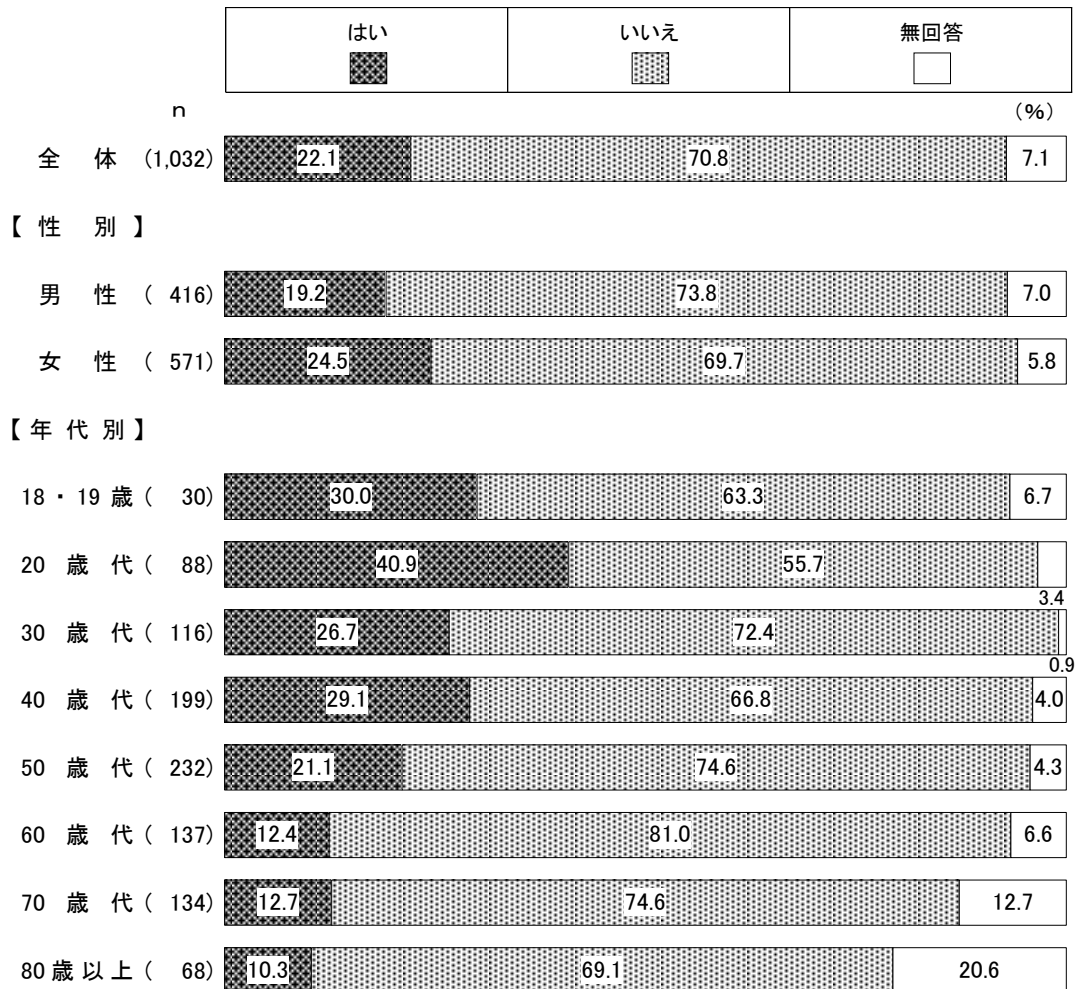 はい いいえ 無回答
n (%)
全 体 (1,032) 22.1 70.8 7.1
【 性 別 】
男 性 ( 416) 19.2 73.8 7.0
女 性 ( 571) 24.5 69.7 5.8
【 年 代 別 】
18 ・ 19 歳 ( 30) 30.0 63.3 6.7
20 歳 代 ( 88) 40.9 55.7 3.4
30 歳 代 ( 116) 26.7 72.4 0.9
40 歳 代 ( 199) 29.1 66.8 4.0
50 歳 代 ( 232) 21.1 74.6 4.3
60 歳 代 ( 137) 12.4 81.0 6.6
70 歳 代 ( 134) 12.7 74.6 12.7
80 歳 以 上 ( 68) 10.3 69.1 20.6